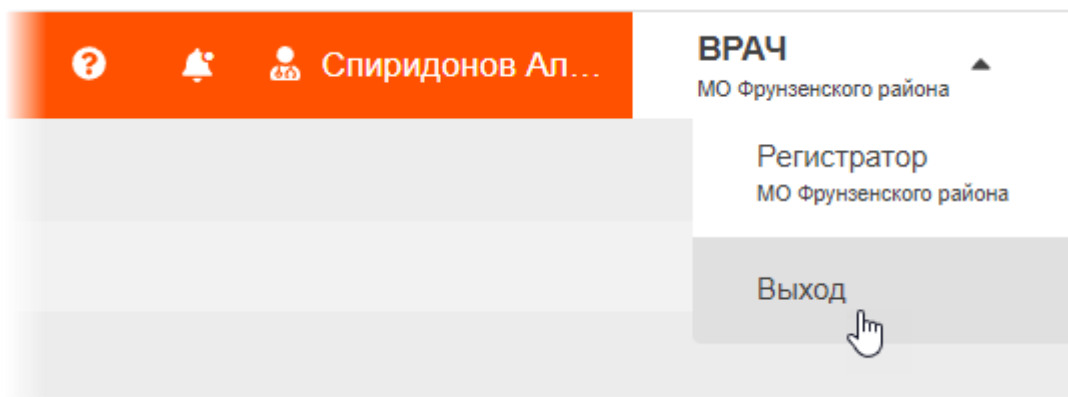 Спиридонов Ал...
ВРАЧ
МО Фрунзенского района
Регистратор
МО Фрунзенского района
Выход